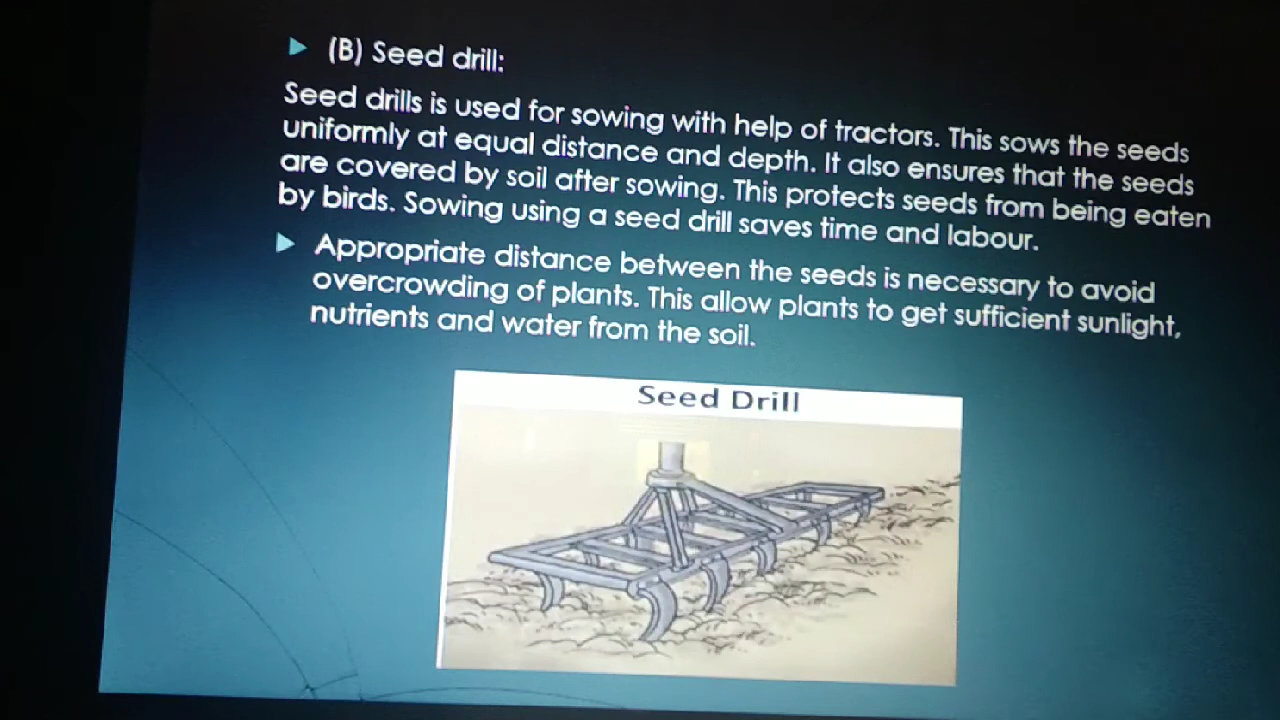 (B) Seed drill:
Seed drills is used for sowing with help of tractors. This sows the seeds
uniformly at equal distance and depth. It also ensures that the seeds
are covered by soil after sowing. This protects seeds from being eaten
by birds. Sowing using a seed drill saves time and labour.
Appropriate distance between the seeds is necessary to avoid
overcrowding of plants. This allow plants to get sufficient sunlight,
nutrients and water from the soil.
Seed Drill